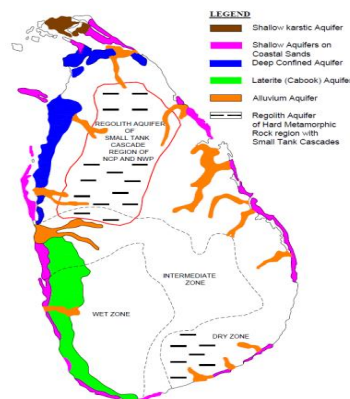 LEGEND
Shallow karstic Aquifer
Shallow Aquifers on
Coastal Sands
Deep Confined Aquifer
Laterite (Cabook) Aquifer
Alluvium Aquifer
Regolith Aquifer
of Hard Metamorphic
Rock region with
Small Tank Cascades
REGOLITH AQUIFER
OF
SMALL TANK
CASCADE
REGION OF
NCP AND NWP
INTERMEDIATE
ZONE
WET ZONE
DRY ZONE